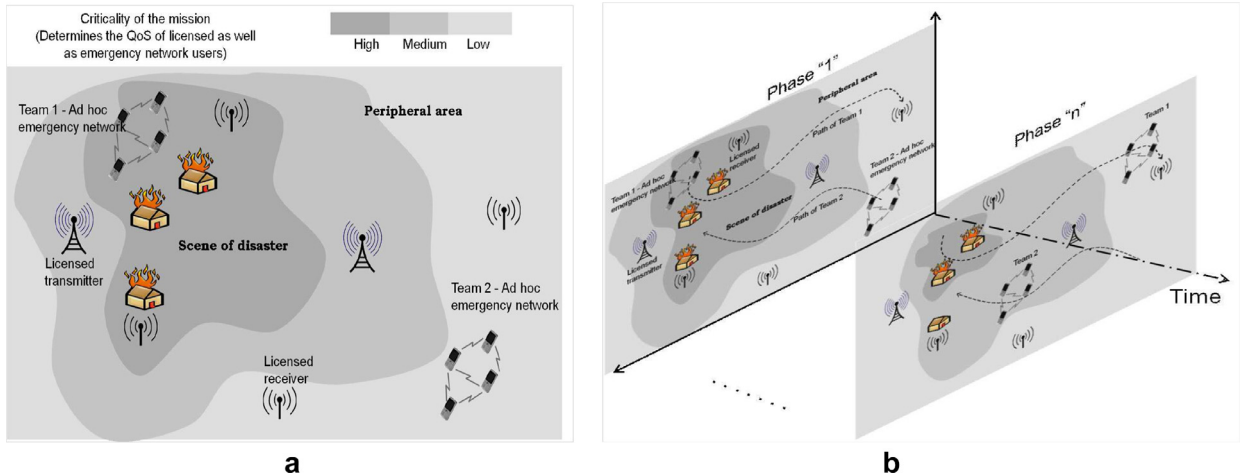 Criticality of the mission
(Determines the QoS of licensed as well
as emergency network users)
High
Medium
Low
Team 1 - Ad hoc
emergency network
Peripheral area
Scene of disaster
Licensed
transmitter
Team 2 - Ad hoc
emergency network
Licensed
receiver
a
Phase "1"
Peripheral area
Path of Team 1
Licensed
receiver
Team 1 - Ad hoc
emergency network
Team 2 - Ad hoc
emergency network
Scene of disaster
Path of Team 2
Licensed
transmitter
Phase "n"
Team 1
Team 2
Time
b